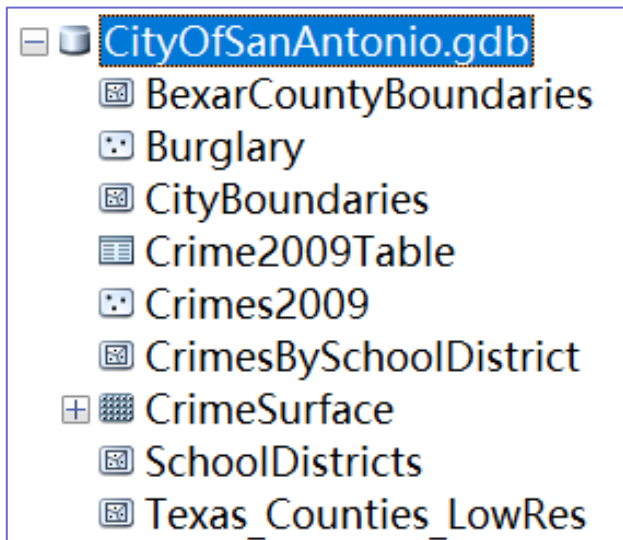 CityOfSanAntonio.gdb
BexarCountyBoundaries
Burglary
CityBoundaries
Crime2009Table
Crimes2009
CrimesBySchoolDistrict
CrimeSurface
SchoolDistricts
Texas_Counties_LowRes